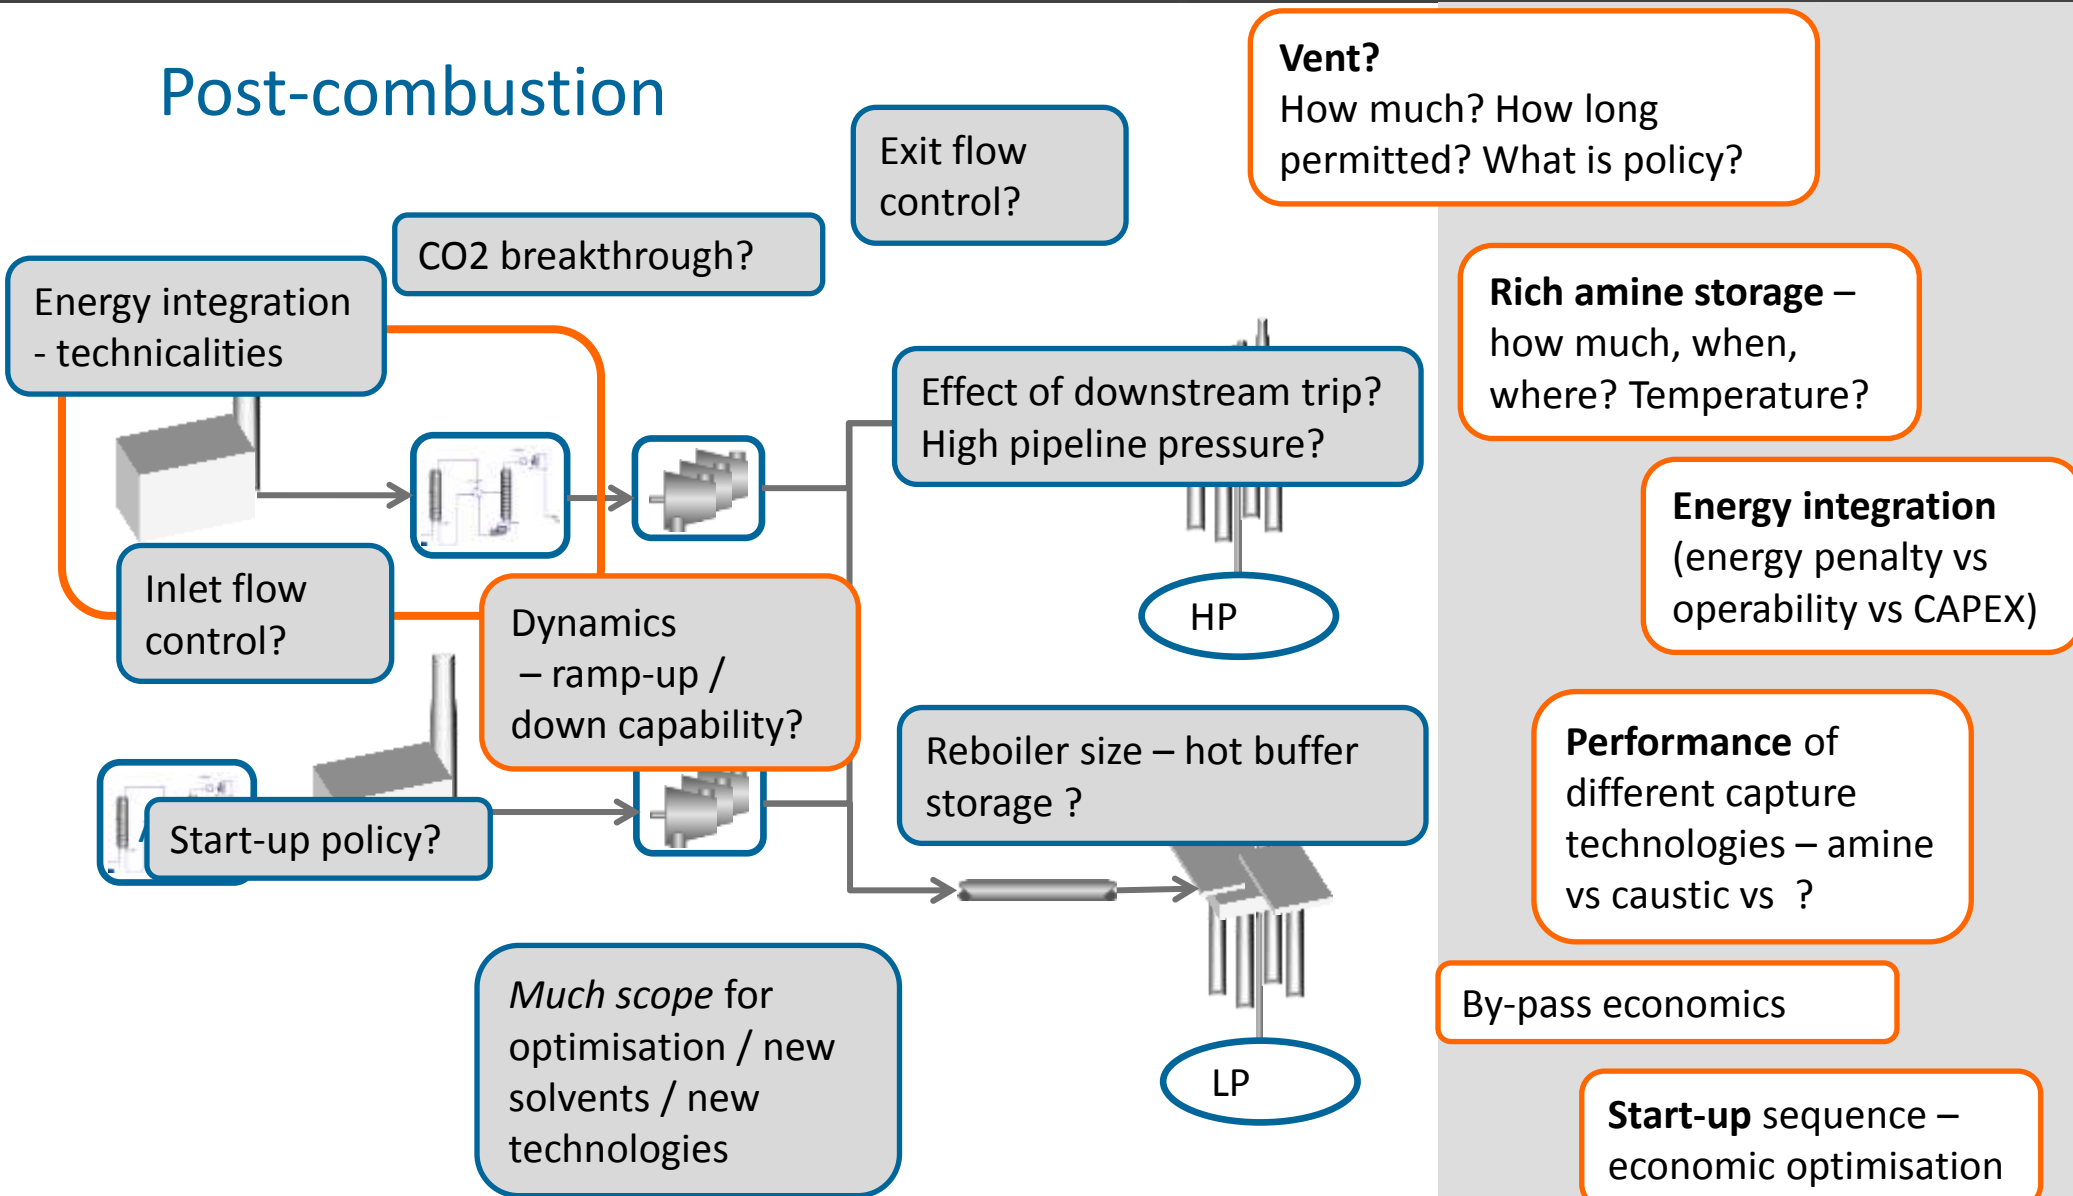 Post-combustion
Vent?
How much? How long
permitted? What is policy?
Exit flow
control?
CO2 breakthrough?
Energy integration
- technicalities
Rich amine storage –
how much, when,
where? Temperature?
Effect of downstream trip?
High pipeline pressure?
Energy integration
(energy penalty vs
operability vs CAPEX)
Inlet flow
control?
Dynamics
– ramp-up /
down capability?
HP
Reboiler size – hot buffer
storage ?
Performance of
different capture
technologies – amine
vs caustic vs  ?
Start-up policy?
Much scope for
optimisation / new
solvents / new
technologies
By-pass economics
LP
Start-up sequence –
economic optimisation